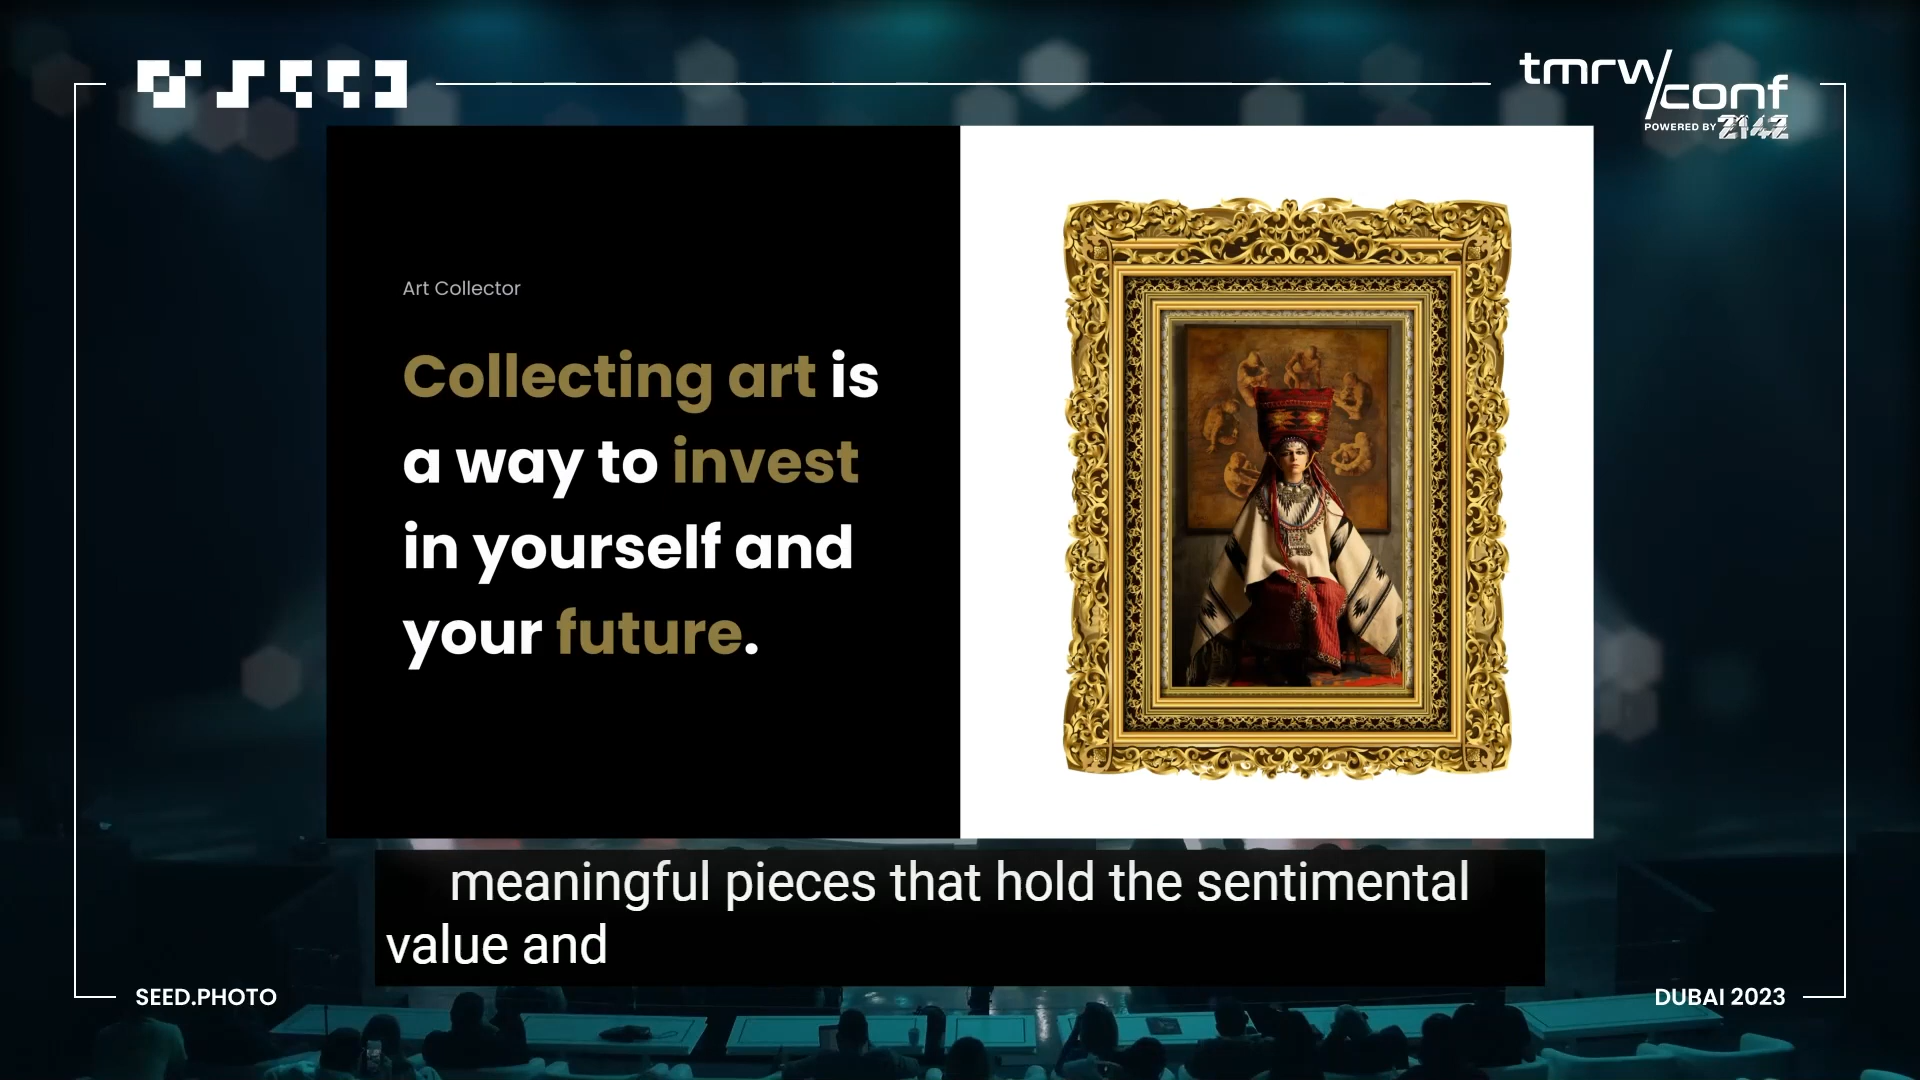 tmrw/conf
POWERED BY 2142
Art Collector
Collecting art is
a way to invest
in yourself and
your future.
meaningful pieces that hold the sentimental
value and
SEED.PHOTO
DUBAI 2023